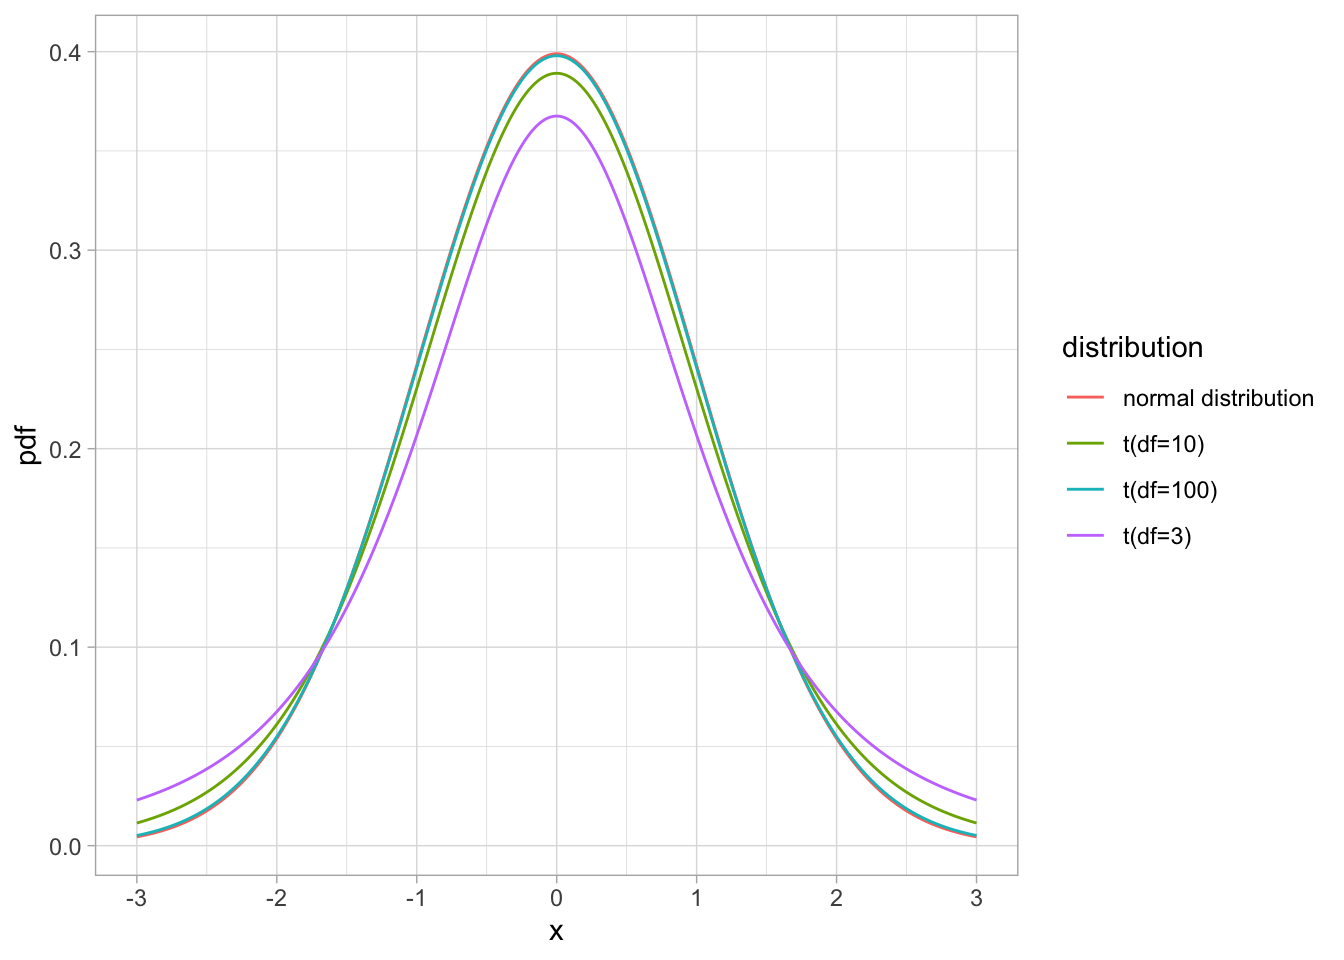 0.4
0.3
0.2
0.1
0.0
pdf
-3 -2 -1 0 1 2 3
x
distribution
normal distribution
t(df=10)
t(df=100)
t(df=3)